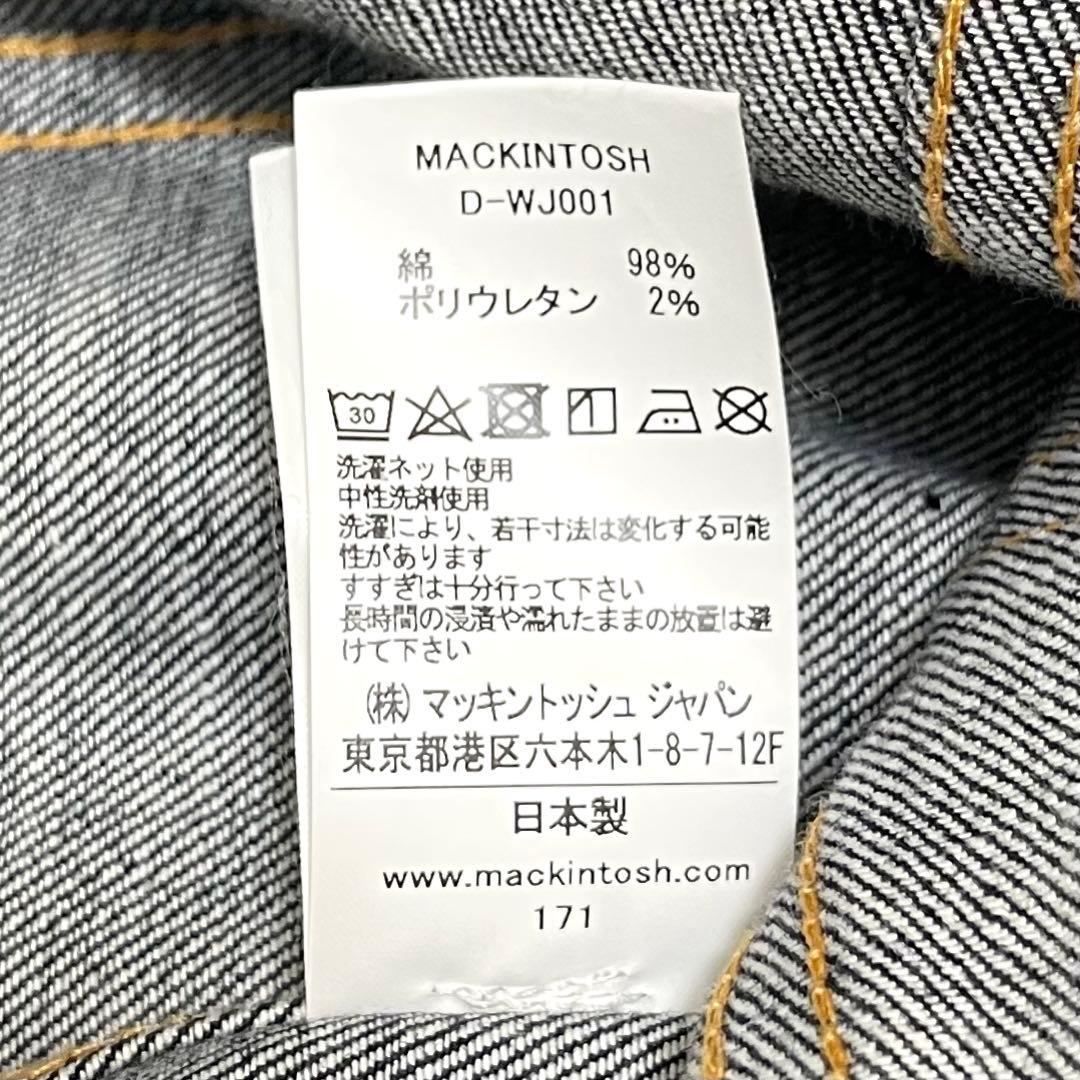 MACKINTOSH
D-WJ001
綿 98%
ポリウレタン 2%
30
洗濯ネット使用
中性洗剤使用
洗濯により、若干寸法は変化する可能
性があります
すすぎは十分行って下さい
長時間の浸漬や濡れたままの放置は避
けて下さい
(株)マッキントッシュ ジャパン
東京都港区六本木1-8-7-12F
日本製
www.mackintosh.com
171